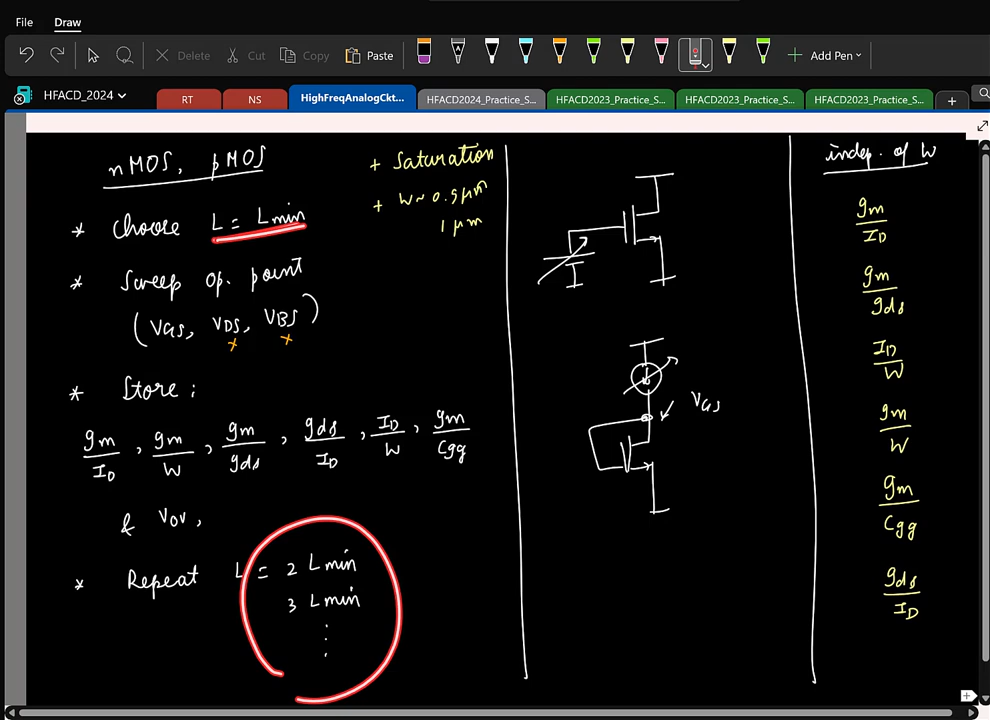 File Draw
Delete Cut Copy Paste Add Pen
HFACD_2024 RT NS HighFreqAnalogCkt... HFACD2024_Practice_S... HFACD2023_Practice_S... HFACD2023_Practice_S... HFACD2023_Practice_S...
nMOS, pMOS
+ Saturation
+ W ~ 0.5 μm
1 μm
* Choose L = Lmin
* Sweep Op. point
(VGS, VDS, VBS)
x x
* Store :
gm/ID , gm/W , gm/gds , gds/ID , ID/W , gm/Cgg
& VOV,
* Repeat L = 2 Lmin
3 Lmin
VGS
indep. of W
gm/ID
gm/gds
ID/W
gm/W
gm/Cgg
gds/ID